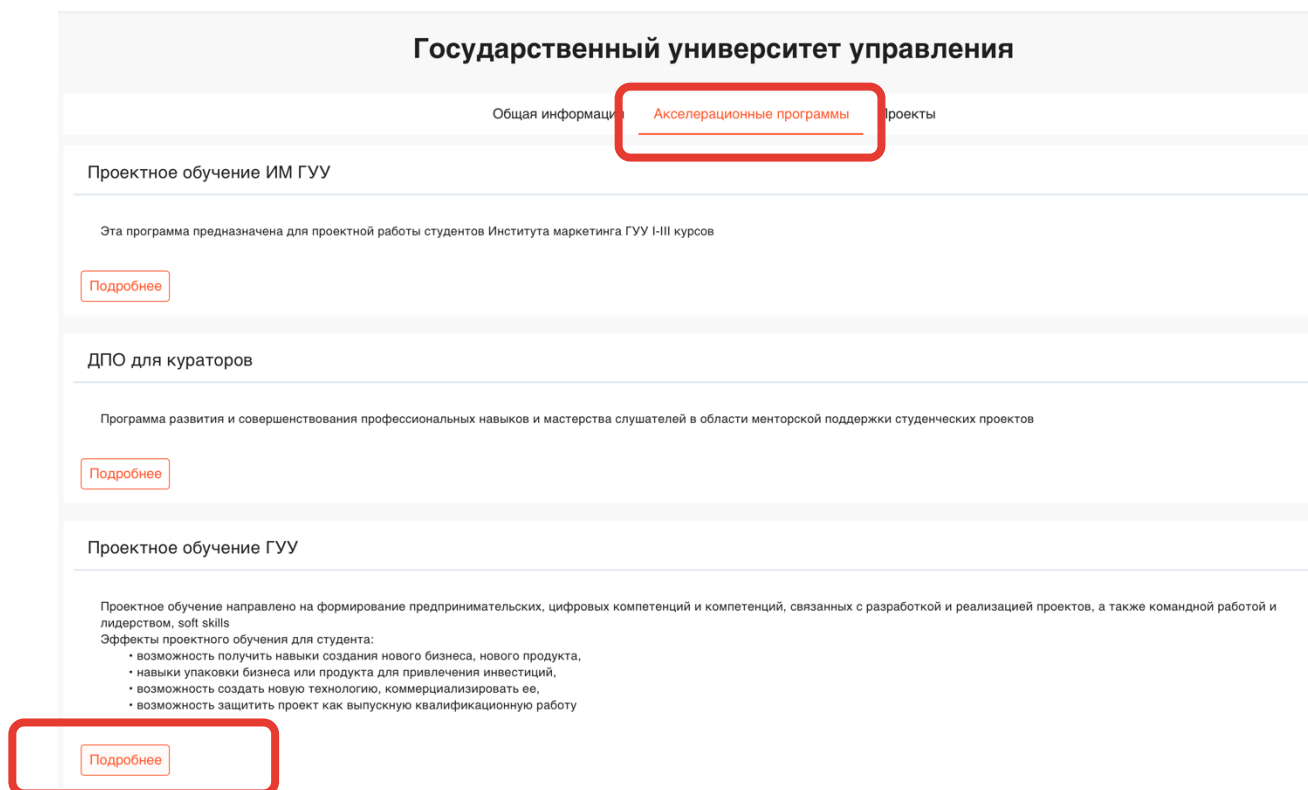 Государственный университет управления
Общая информация Акселерационные программы Проекты
Проектное обучение ИМ ГУУ
Эта программа предназначена для проектной работы студентов Института маркетинга ГУУ I-III курсов
Подробнее
ДПО для кураторов
Программа развития и совершенствования профессиональных навыков и мастерства слушателей в области менторской поддержки студенческих проектов
Подробнее
Проектное обучение ГУУ
Проектное обучение направлено на формирование предпринимательских, цифровых компетенций и компетенций, связанных с разработкой и реализацией проектов, а также командной работой и
лидерством, soft skills
Эффекты проектного обучения для студента:
• возможность получить навыки создания нового бизнеса, нового продукта,
• навыки упаковки бизнеса или продукта для привлечения инвестиций,
• возможность создать новую технологию, коммерциализировать ее,
• возможность защитить проект как выпускную квалификационную работу
Подробнее